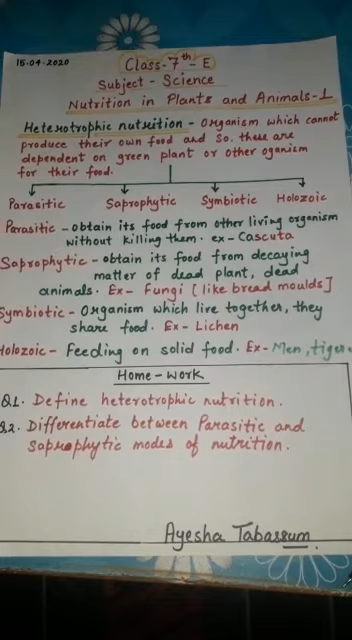 15-04-2020
Class-7th-E
Subject - Science
Nutrition in Plants and Animals-1
Heterotrophic nutrition - Organism which cannot
produce their own food and so, these are
dependent on green plant or other oganism
for their food.
Parasitic Saprophytic Symbiotic Holozoic
Parasitic - obtain its food from other living organism
without killing them. ex- Cascuta
Saprophytic - obtain its food from decaying
matter of dead plant, dead
animals. Ex- Fungi [like bread moulds]
Symbiotic - Organism which live together, they
share food. Ex- Lichen
Holozoic - Feeding on solid food. Ex- Men, tiger
Home-work
Q1. Define heterotrophic nutrition.
Q2. Differentiate between Parasitic and
saprophytic modes of nutrition.
Ayesha Tabassum.